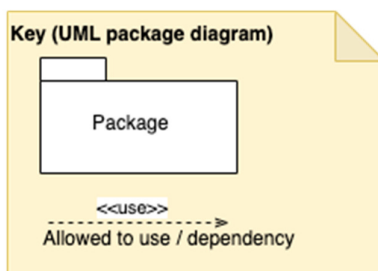 Key (UML package diagram)
Package
<<use>>
Allowed to use / dependency